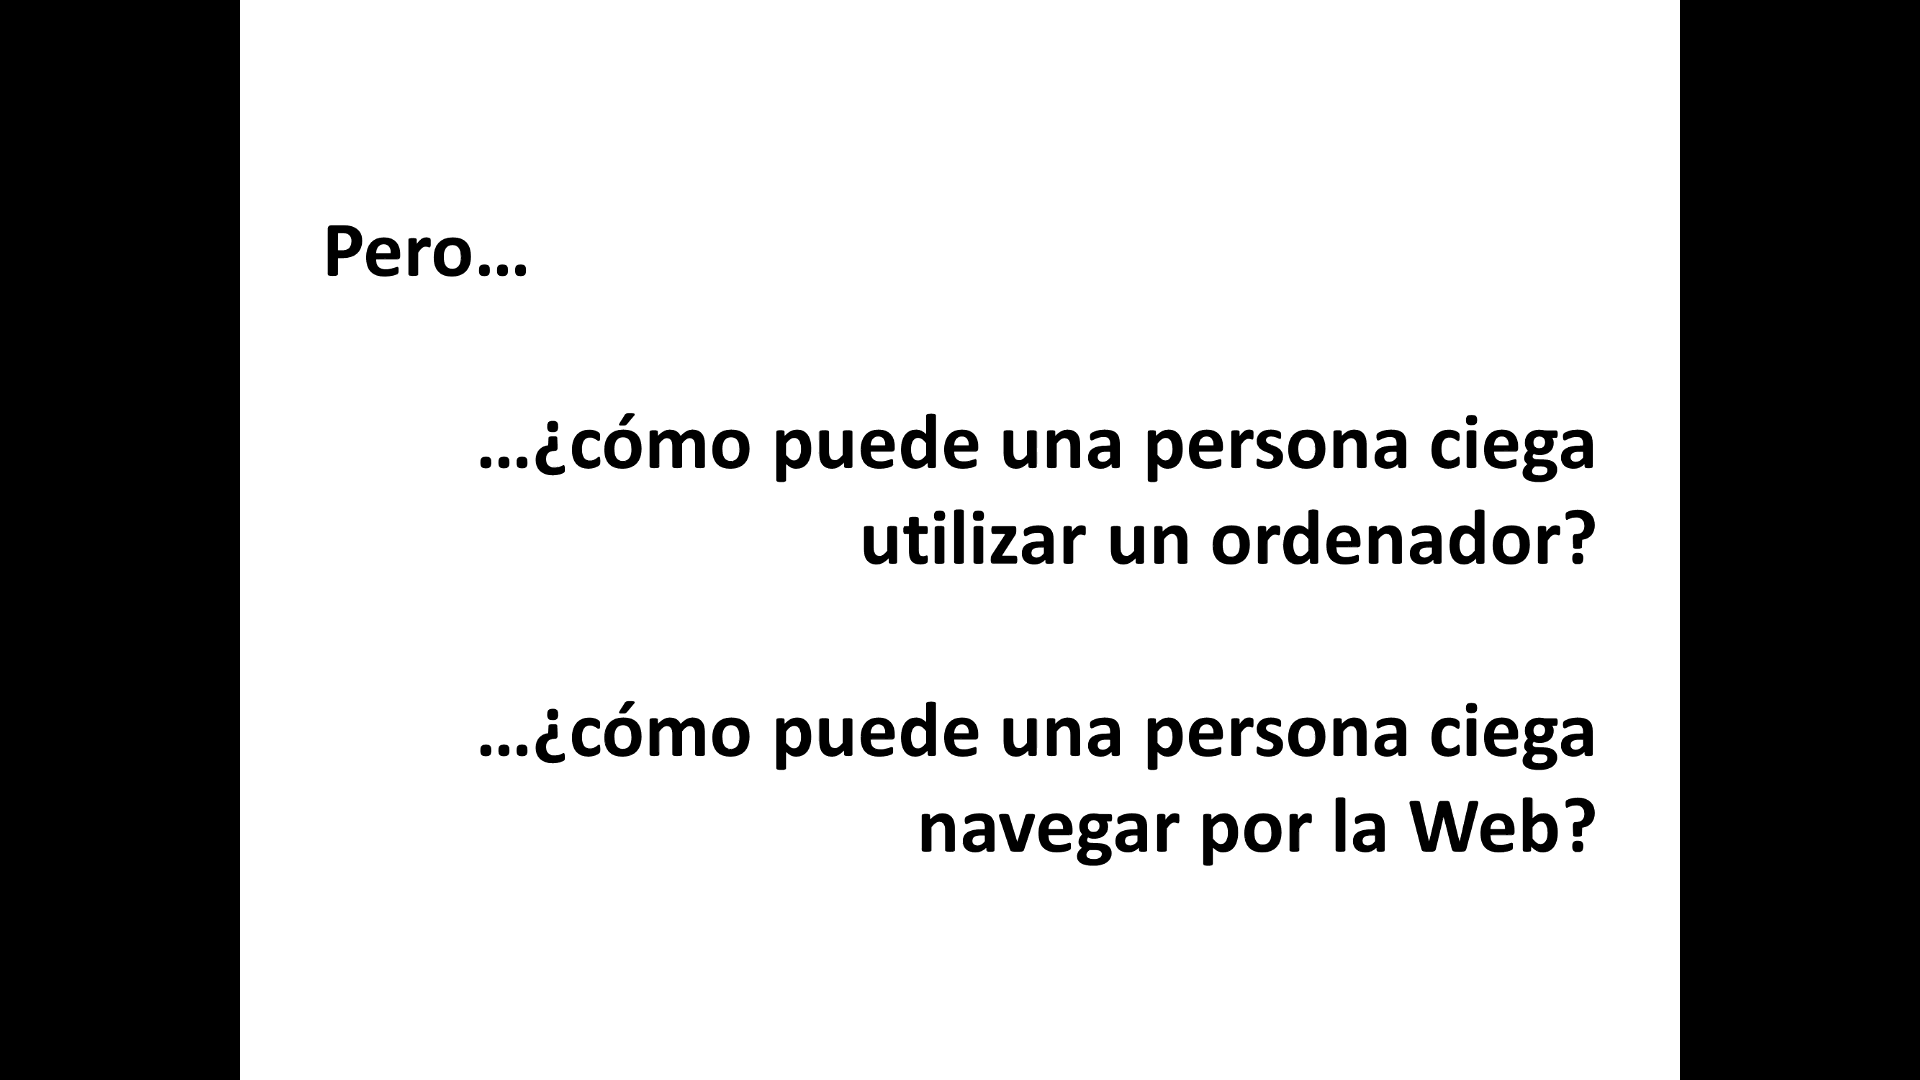 Pero…
…¿cómo puede una persona ciega
utilizar un ordenador?
…¿cómo puede una persona ciega
navegar por la Web?